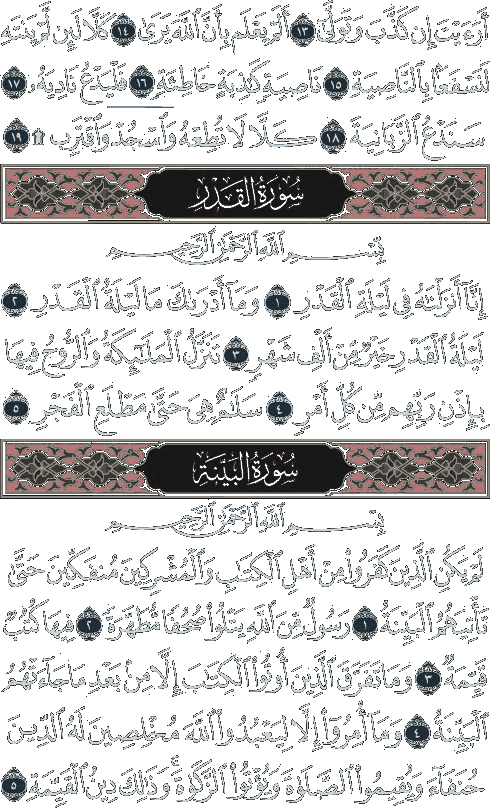 أَرَءَيْتَ إِن كَذَّبَ وَتَوَلَّىٰٓ ١٣ أَلَمْ يَعْلَم بِأَنَّ ٱللَّهَ يَرَىٰ ١٤ كَلَّا لَئِن لَّمْ يَنتَهِ
لَنَسْفَعًۢا بِٱلنَّاصِيَةِ ١٥ نَاصِيَةٍ كَٰذِبَةٍ خَاطِئَةٍ ١٦ فَلْيَدْعُ نَادِيَهُۥ ١٧
سَنَدْعُ ٱلزَّبَانِيَةَ ١٨ كَلَّا لَا تُطِعْهُ وَٱسْجُدْ وَٱقْتَرِب ۩ ١٩
سُورَةُ القَدْرِ
بِسْمِ ٱللَّهِ ٱلرَّحْمَٰنِ ٱلرَّحِيمِ
إِنَّآ أَنزَلْنَٰهُ فِى لَيْلَةِ ٱلْقَدْرِ ١ وَمَآ أَدْرَىٰكَ مَا لَيْلَةُ ٱلْقَدْرِ ٢
لَيْلَةُ ٱلْقَدْرِ خَيْرٌ مِّنْ أَلْفِ شَهْرٍ ٣ تَنَزَّلُ ٱلْمَلَٰٓئِكَةُ وَٱلرُّوحُ فِيهَا
بِإِذْنِ رَبِّهِم مِّن كُلِّ أَمْرٍ ٤ سَلَٰمٌ هِىَ حَتَّىٰ مَطْلَعِ ٱلْفَجْرِ ٥
سُورَةُ البَيِّنَةِ
بِسْمِ ٱللَّهِ ٱلرَّحْمَٰنِ ٱلرَّحِيمِ
لَمْ يَكُنِ ٱلَّذِينَ كَفَرُوا۟ مِنْ أَهْلِ ٱلْكِتَٰبِ وَٱلْمُشْرِكِينَ مُنفَكِّينَ حَتَّىٰ
تَأْتِيَهُمُ ٱلْبَيِّنَةُ ١ رَسُولٌ مِّنَ ٱللَّهِ يَتْلُوا۟ صُحُفًا مُّطَهَّرَةً ٢ فِيهَا كُتُبٌ
قَيِّمَةٌ ٣ وَمَا تَفَرَّقَ ٱلَّذِينَ أُوتُوا۟ ٱلْكِتَٰبَ إِلَّا مِنۢ بَعْدِ مَا جَآءَتْهُمُ
ٱلْبَيِّنَةُ ٤ وَمَآ أُمِرُوٓا۟ إِلَّا لِيَعْبُدُوا۟ ٱللَّهَ مُخْلِصِينَ لَهُ ٱلدِّينَ
حُنَفَآءَ وَيُقِيمُوا۟ ٱلصَّلَوٰةَ وَيُؤْتُوا۟ ٱلزَّكَوٰةَ ۚ وَذَٰلِكَ دِينُ ٱلْقَيِّمَةِ ٥